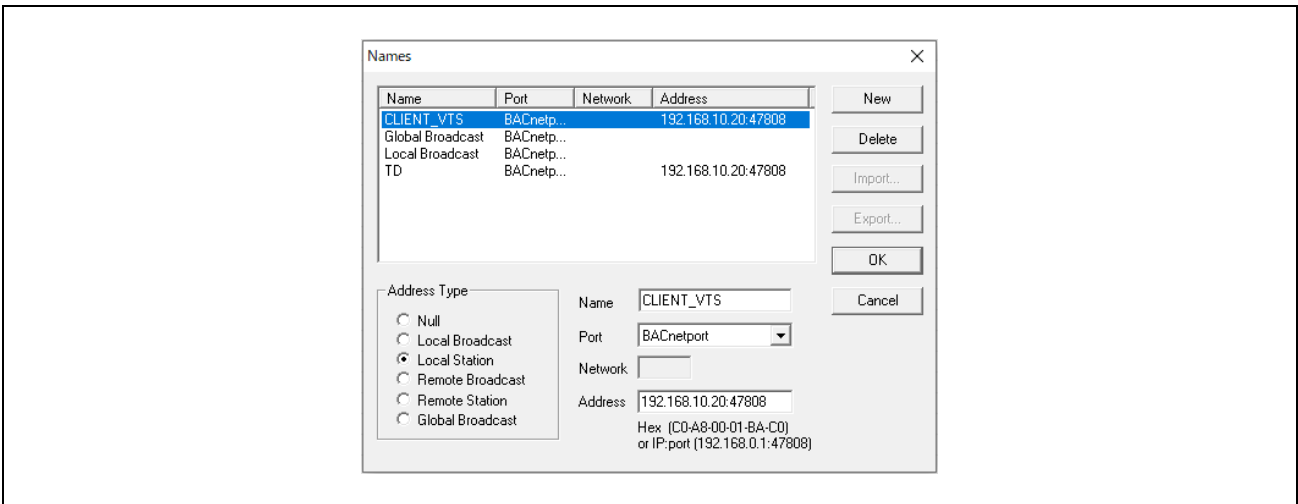 Names
Name Port Network Address
CLIENT_VTS BACnetp... 192.168.10.20:47808
Global Broadcast BACnetp...
Local Broadcast BACnetp...
TD BACnetp... 192.168.10.20:47808
New
Delete
Import...
Export...
OK
Cancel
Address Type
Null
Local Broadcast
Local Station
Remote Broadcast
Remote Station
Global Broadcast
Name CLIENT_VTS
Port BACnetport
Network
Address 192.168.10.20:47808
Hex (C0-A8-00-01-BA-C0)
or IP:port (192.168.0.1:47808)